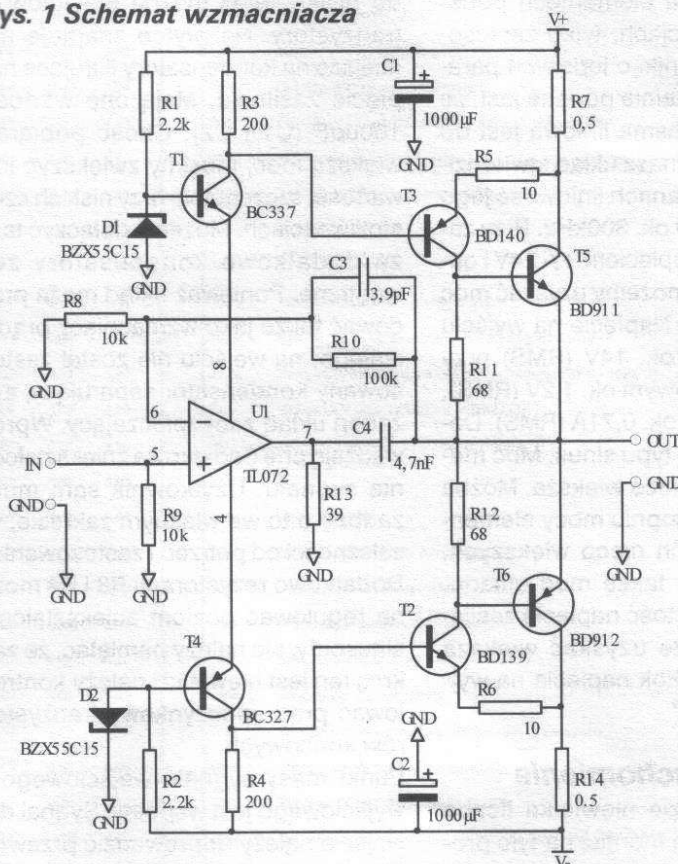 ys. 1 Schemat wzmacniacza
V+
R1
2,2k
R3
200
C1
+
1000µF
GND
R7
0,5
T1
BC337
R5
10
T3
BD140
D1
BZX55C15
GND
C3
3,9pF
T5
BD911
R8
10k
GND
R10
100k
R11
68
8
6
U1
7
C4
4,7nF
OUT
IN
5
+
TL072
GND
GND
R9
10k
4
R13
39
R12
68
GND
GND
GND
GND
T6
BD912
T4
T2
BD139
D2
BZX55C15
BC327
R6
10
GND
GND
R2
2,2k
R4
200
C2
+
1000µF
R14
0,5
V-